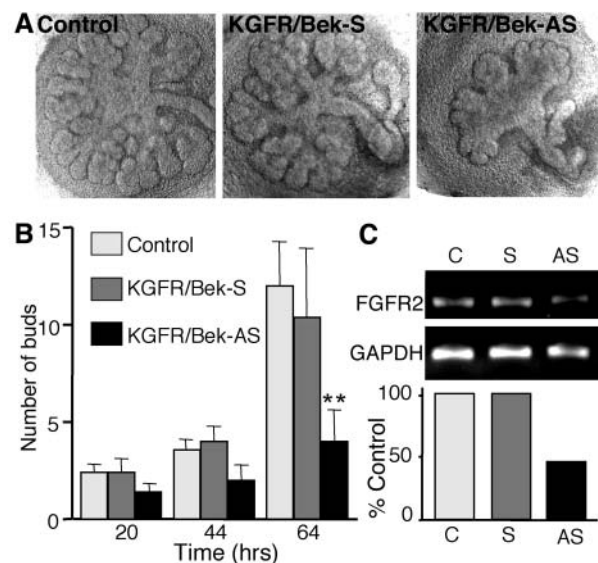 A Control
KGFR/Bek-S
KGFR/Bek-AS
B
15
10
5
0
Number of buds
Control
KGFR/Bek-S
KGFR/Bek-AS
**
20
44
64
Time (hrs)
C
C S AS
FGFR2
GAPDH
100
50
0
% Control
C S AS